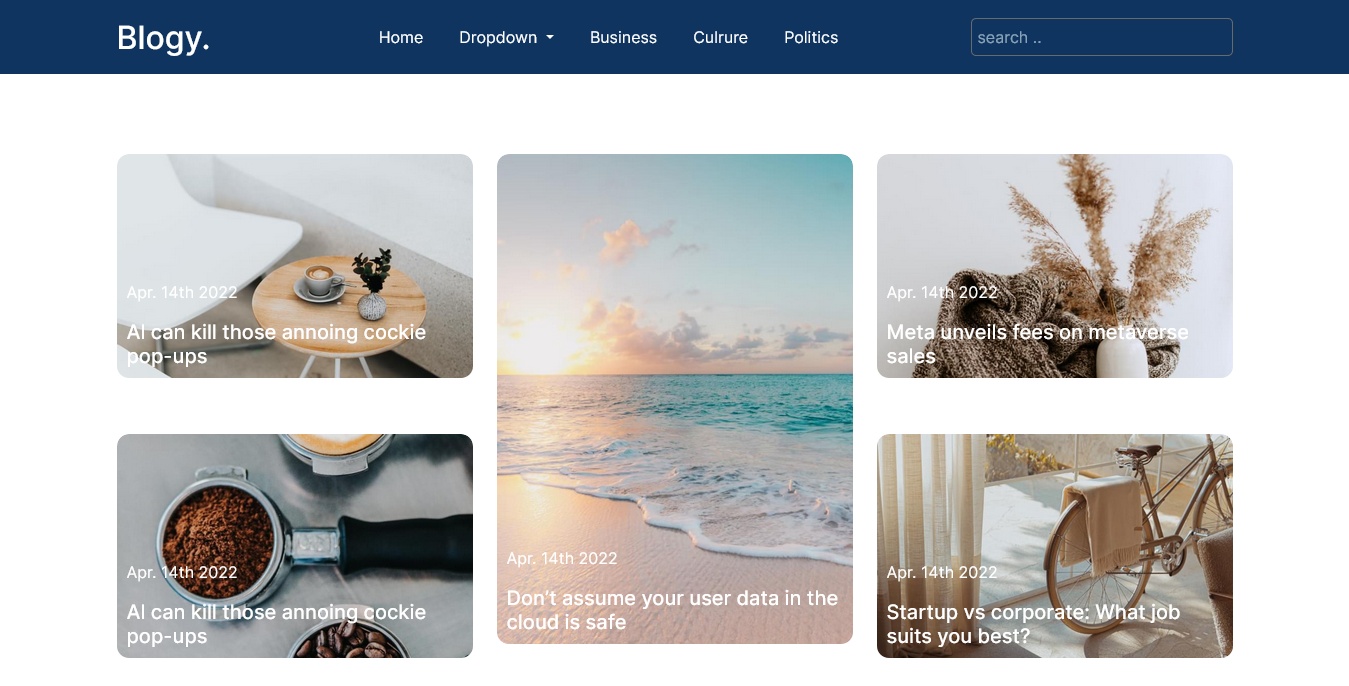 Blogy.
Home
Dropdown
Business
Culrure
Politics
search ..
Apr. 14th 2022
AI can kill those annoing cockie
pop-ups
Apr. 14th 2022
Don't assume your user data in the
cloud is safe
Apr. 14th 2022
Meta unveils fees on metaverse
sales
Apr. 14th 2022
AI can kill those annoing cockie
pop-ups
Apr. 14th 2022
Startup vs corporate: What job
suits you best?